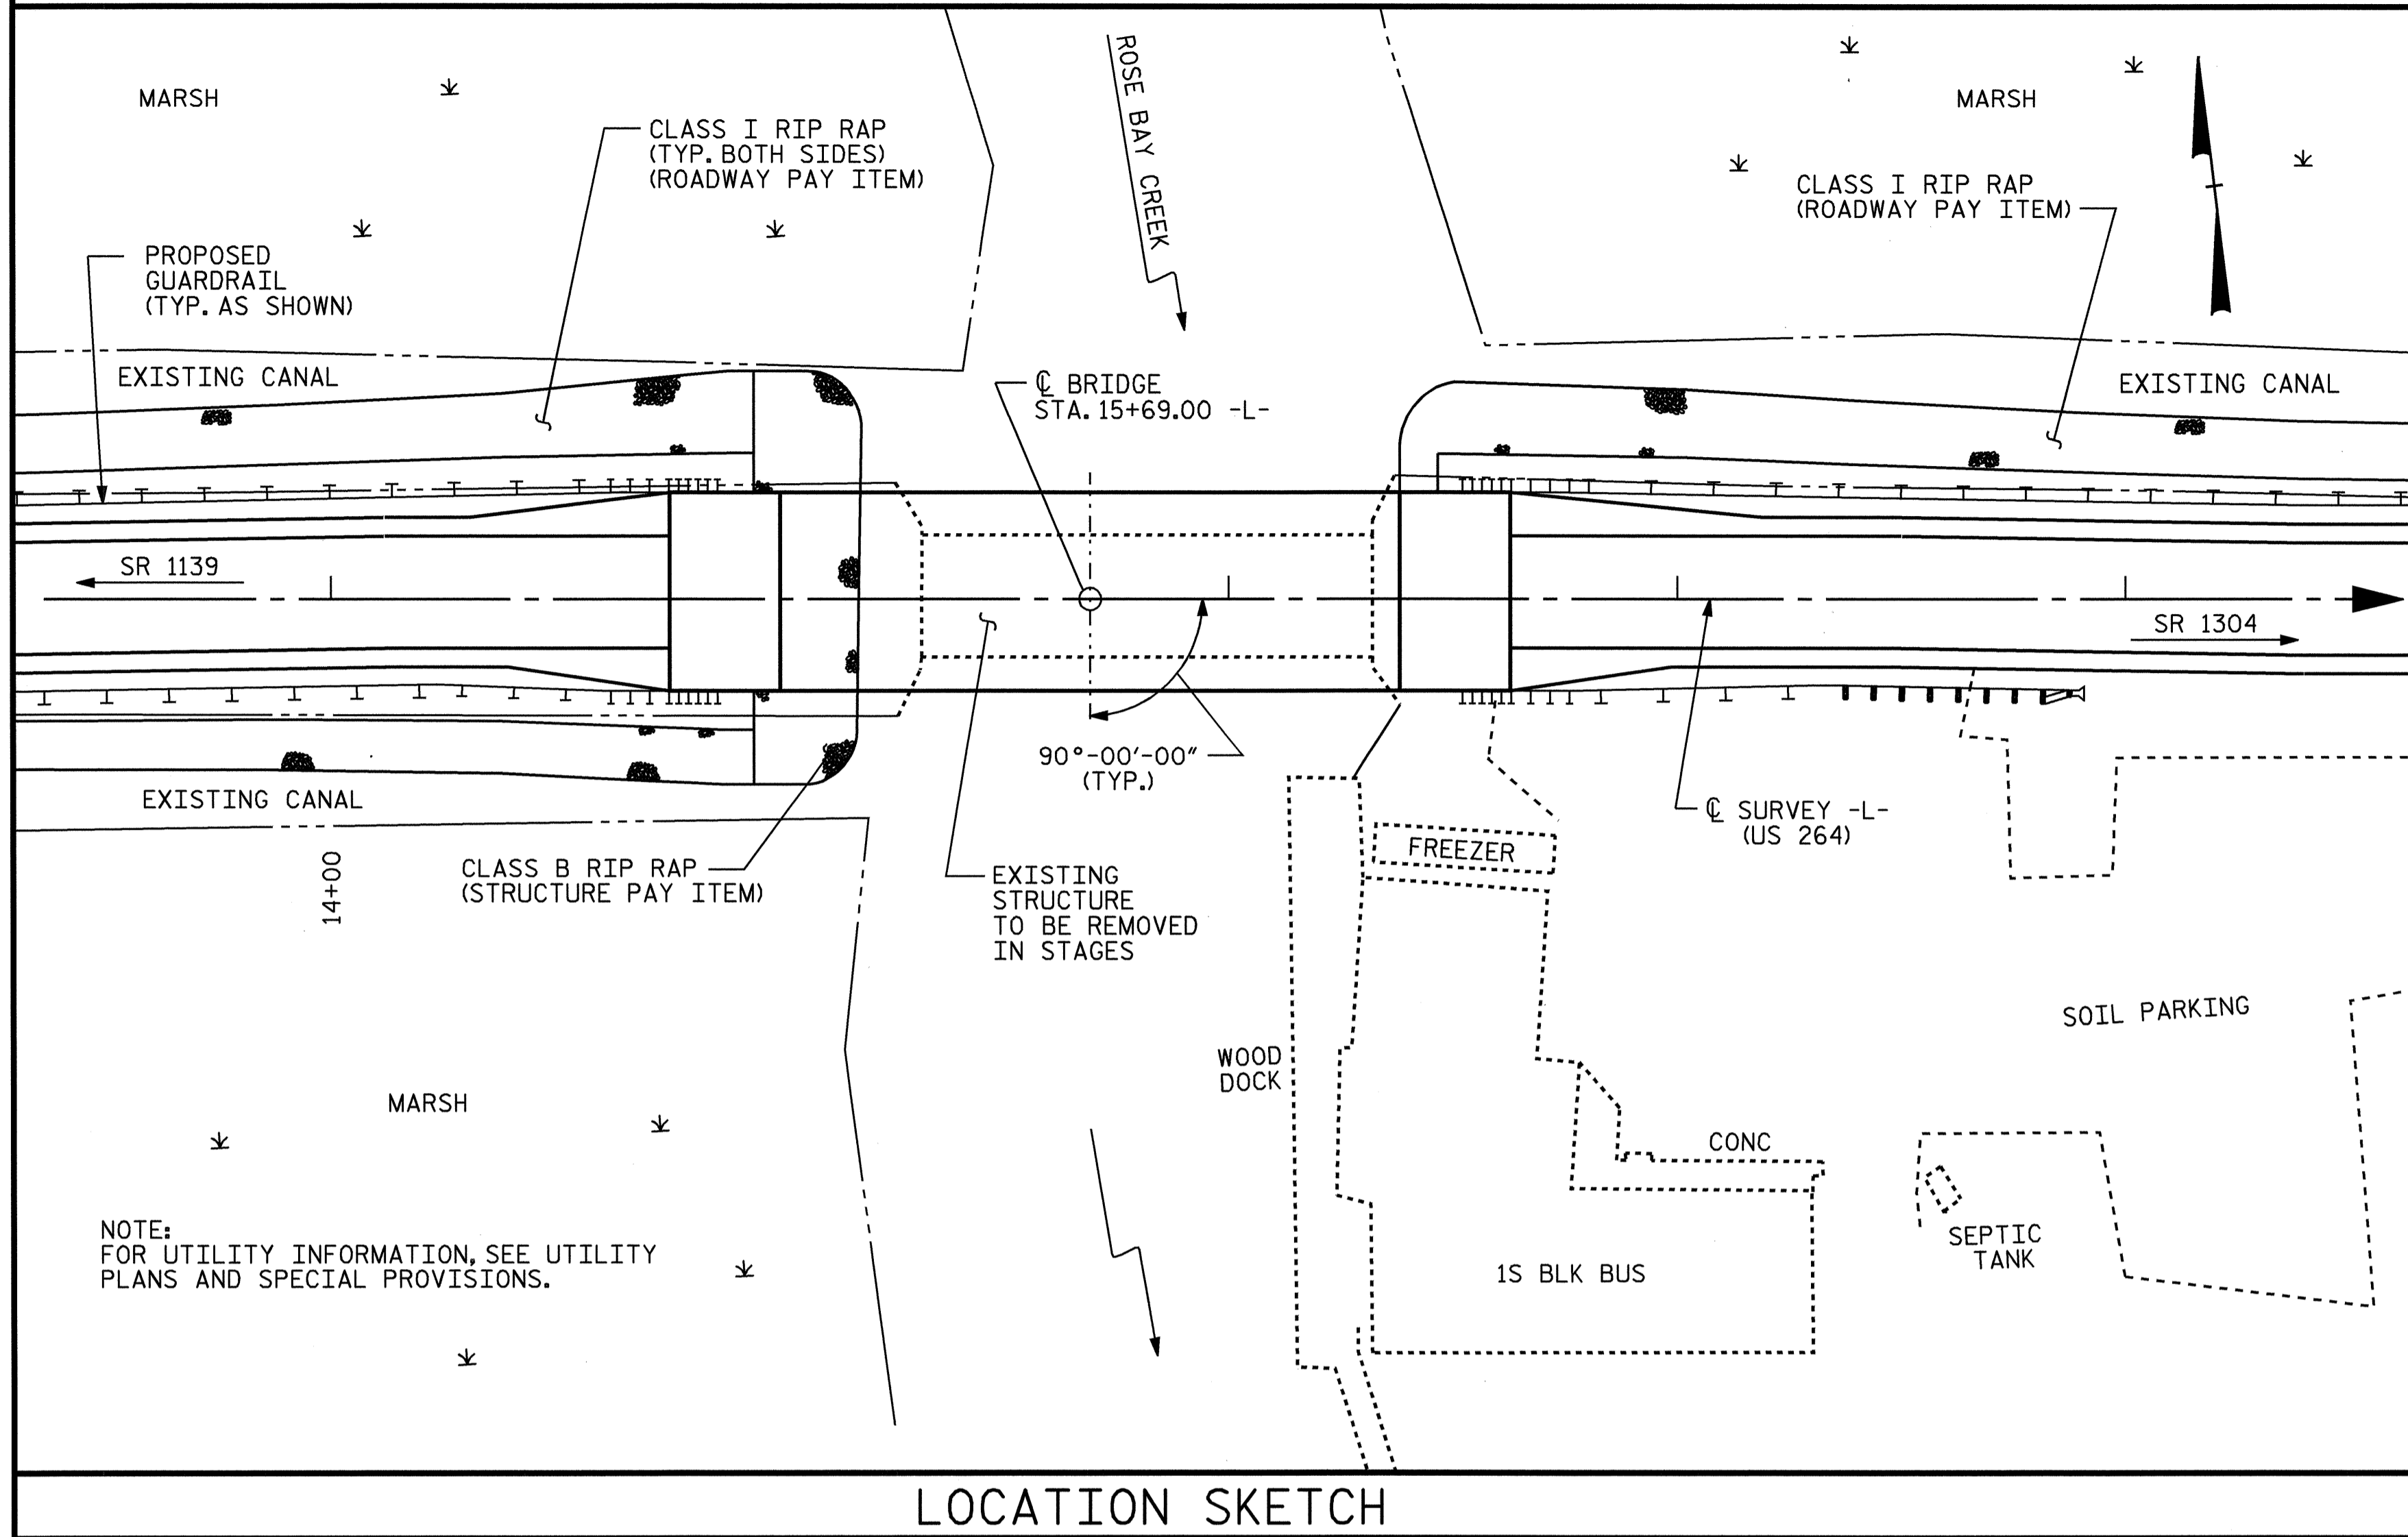 MARSH
CLASS I RIP RAP
(TYP. BOTH SIDES)
(ROADWAY PAY ITEM)
PROPOSED
GUARDRAIL
(TYP. AS SHOWN)
EXISTING CANAL
ROSE BAY CREEK
MARSH
CLASS I RIP RAP
(ROADWAY PAY ITEM)
EXISTING CANAL
℄ BRIDGE
STA. 15+69.00 -L-
SR 1139
SR 1304
90°-00'-00"
(TYP.)
EXISTING CANAL
℄ SURVEY -L-
(US 264)
14+00
CLASS B RIP RAP
(STRUCTURE PAY ITEM)
EXISTING
STRUCTURE
TO BE REMOVED
IN STAGES
FREEZER
SOIL PARKING
WOOD
DOCK
MARSH
CONC
SEPTIC
TANK
1S BLK BUS
NOTE:
FOR UTILITY INFORMATION, SEE UTILITY
PLANS AND SPECIAL PROVISIONS.
LOCATION SKETCH